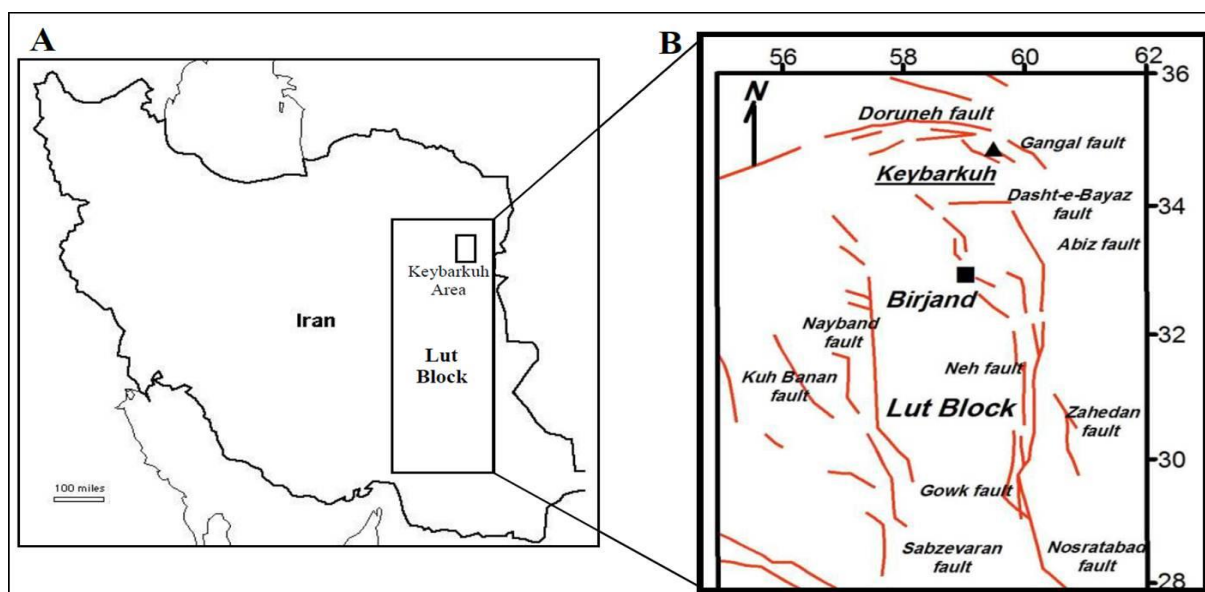 A
Keybarkuh
Area
Iran
Lut
Block
100 miles
B
56 58 60 62
36
N
Doruneh fault
Gangal fault
Keybarkuh
Dasht-e-Bayaz
fault
34
Abiz fault
Birjand
Nayband
fault
32
Neh fault
Kuh Banan
fault
Lut Block
Zahedan
fault
30
Gowk fault
Sabzevaran
fault
Nosratabad
fault
28